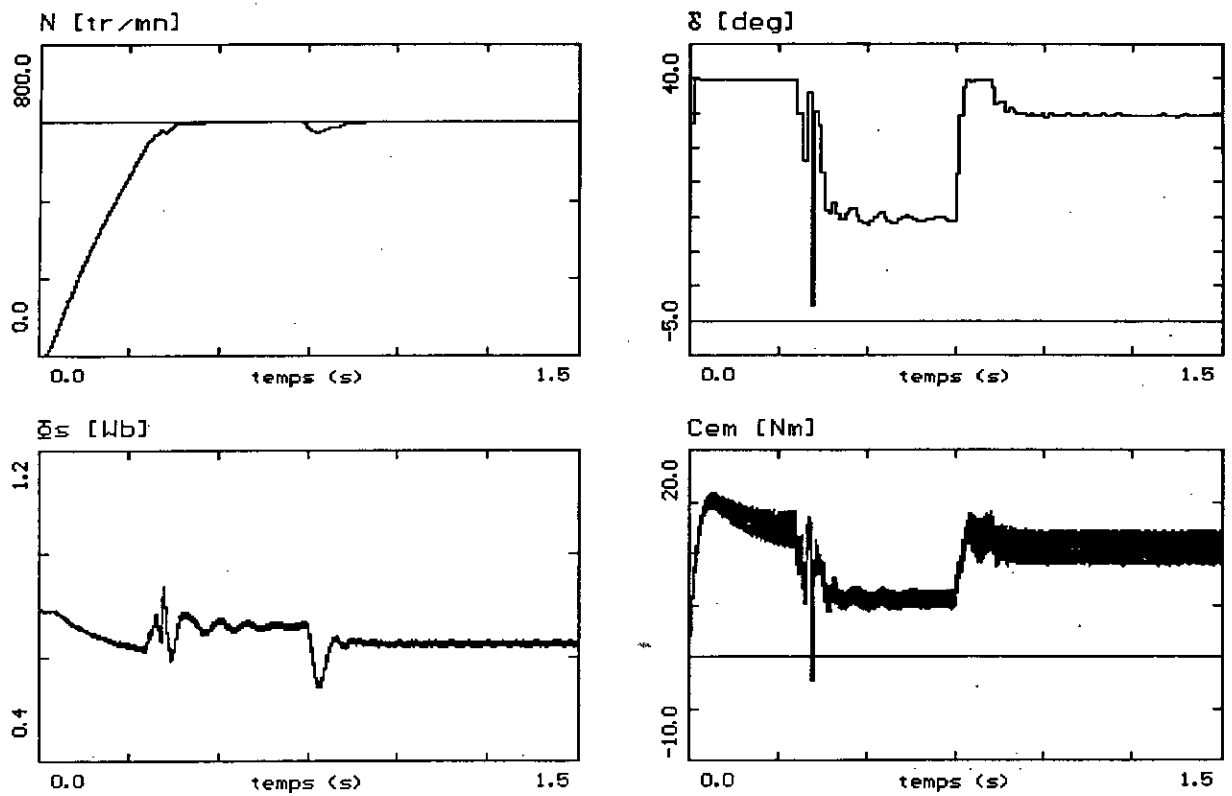 N [tr/mn]
800.0
0.0
0.0 temps (s) 1.5
δ [deg]
40.0
-5.0
0.0 temps (s) 1.5
Φs [Wb]
1.2
0.4
0.0 temps (s) 1.5
Cem [Nm]
20.0
-10.0
0.0 temps (s) 1.5